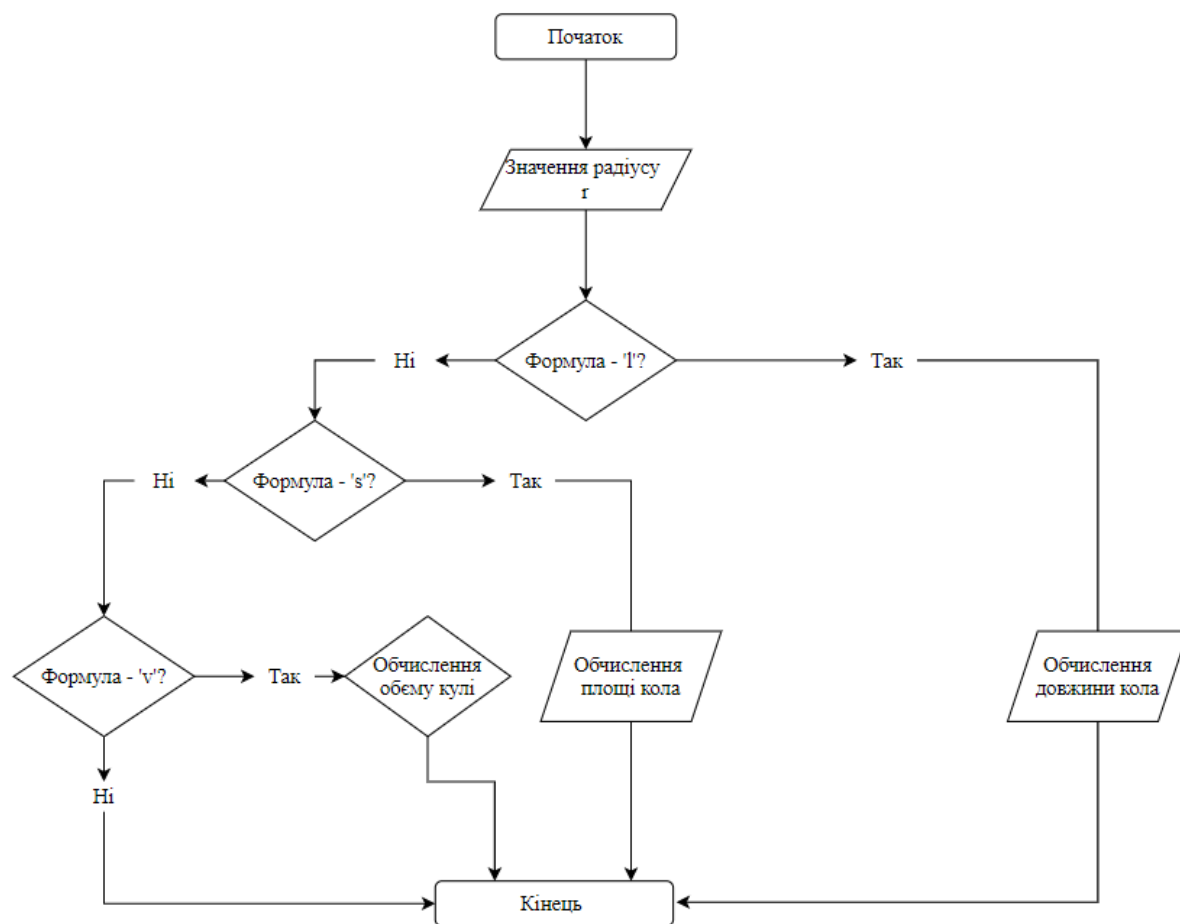 Початок
Значення радіусу
r
Формула - 'l'?
Ні
Так
Формула - 's'?
Ні
Так
Формула - 'v'?
Так
Обчислення
обєму кулі
Обчислення
площі кола
Обчислення
довжини кола
Ні
Кінець